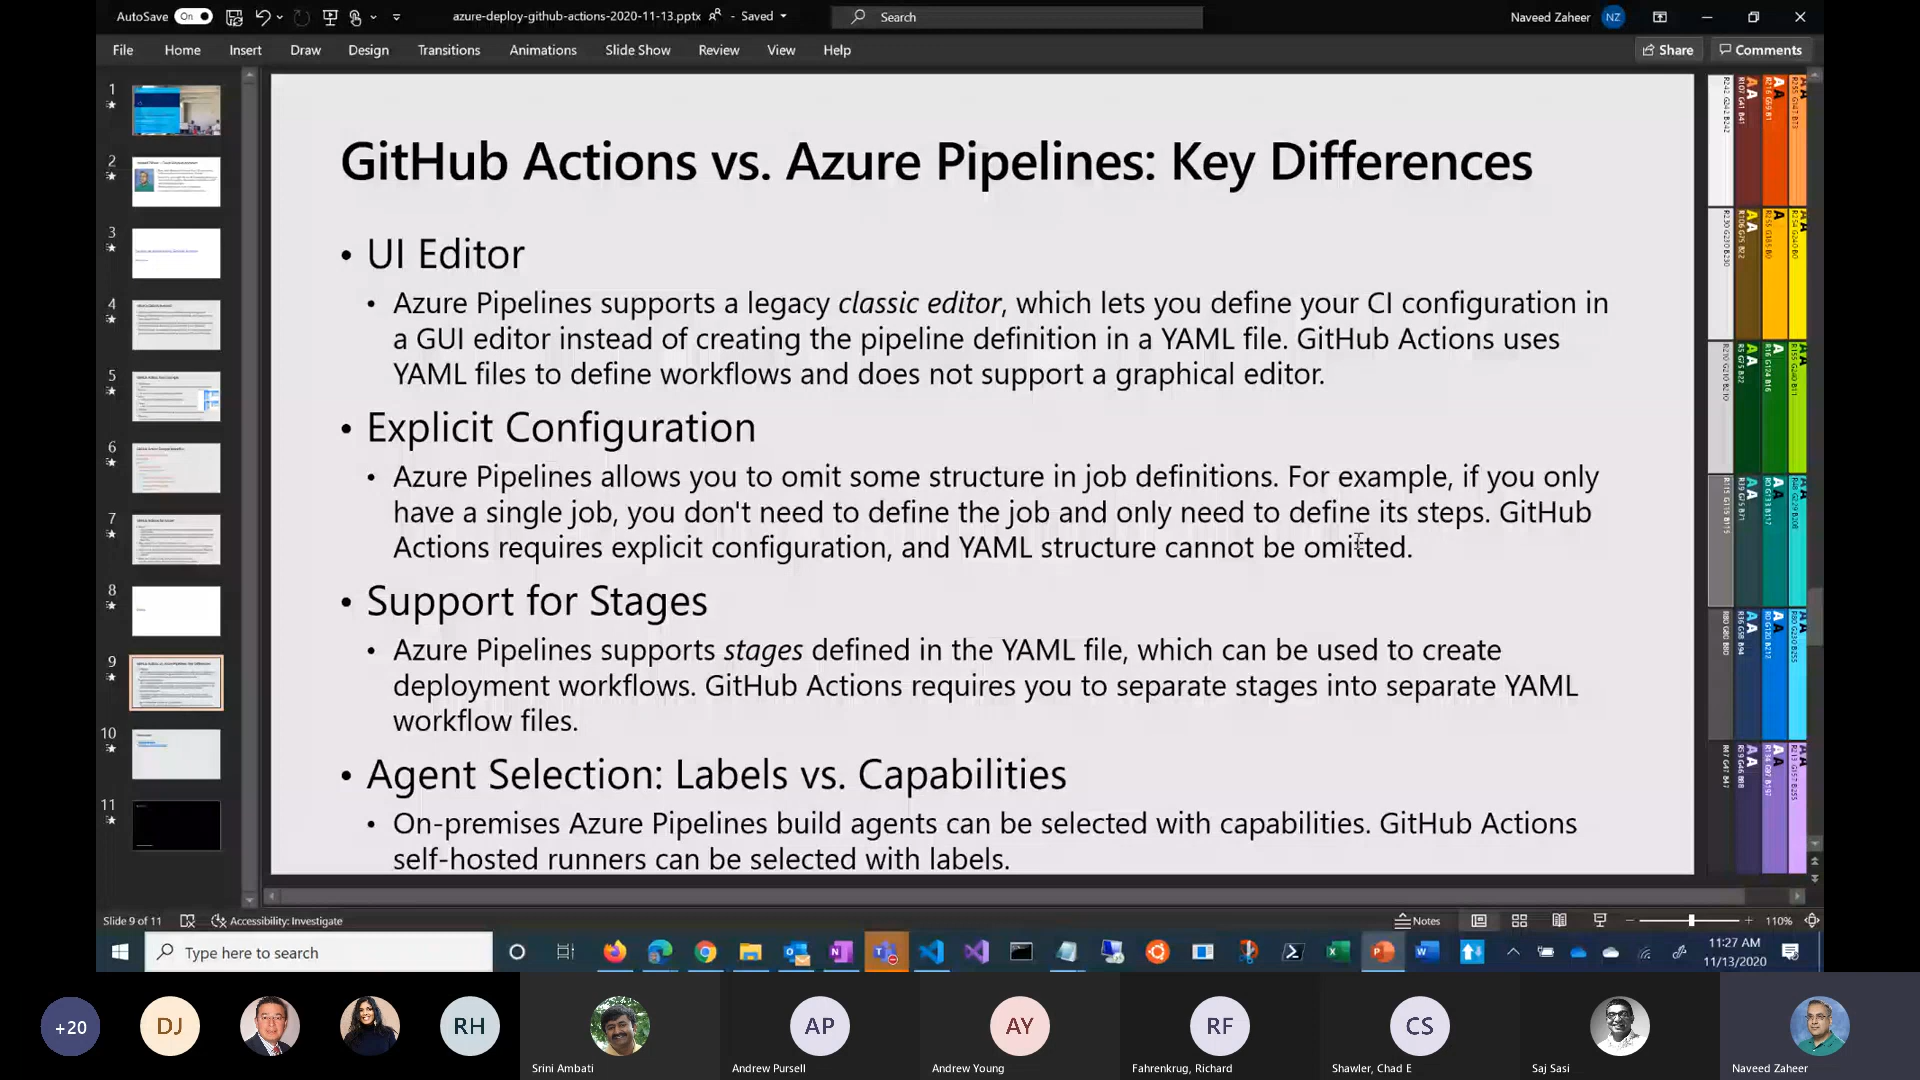 AutoSave On azure-deploy-github-actions-2020-11-13.pptx - Saved Search Naveed Zaheer NZ
File Home Insert Draw Design Transitions Animations Slide Show Review View Help Share Comments
1
2
3
4
5
6
7
8
9
10
11
GitHub Actions vs. Azure Pipelines: Key Differences
• UI Editor
• Azure Pipelines supports a legacy classic editor, which lets you define your CI configuration in
a GUI editor instead of creating the pipeline definition in a YAML file. GitHub Actions uses
YAML files to define workflows and does not support a graphical editor.
• Explicit Configuration
• Azure Pipelines allows you to omit some structure in job definitions. For example, if you only
have a single job, you don't need to define the job and only need to define its steps. GitHub
Actions requires explicit configuration, and YAML structure cannot be omitted.
• Support for Stages
• Azure Pipelines supports stages defined in the YAML file, which can be used to create
deployment workflows. GitHub Actions requires you to separate stages into separate YAML
workflow files.
• Agent Selection: Labels vs. Capabilities
• On-premises Azure Pipelines build agents can be selected with capabilities. GitHub Actions
self-hosted runners can be selected with labels.
Slide 9 of 11 Accessibility: Investigate Notes 110%
Type here to search 11:27 AM
11/13/2020
+20 DJ RH AP AY RF CS
Srini Ambati Andrew Pursell Andrew Young Fahrenkrug, Richard Shawler, Chad E Saj Sasi Naveed Zaheer